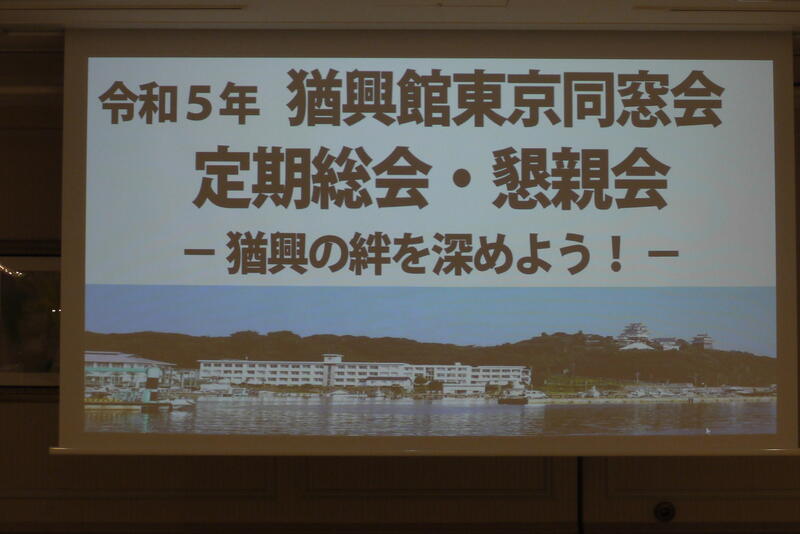 令和５年 猶興館東京同窓会
定期総会・懇親会
－猶興の絆を深めよう！－